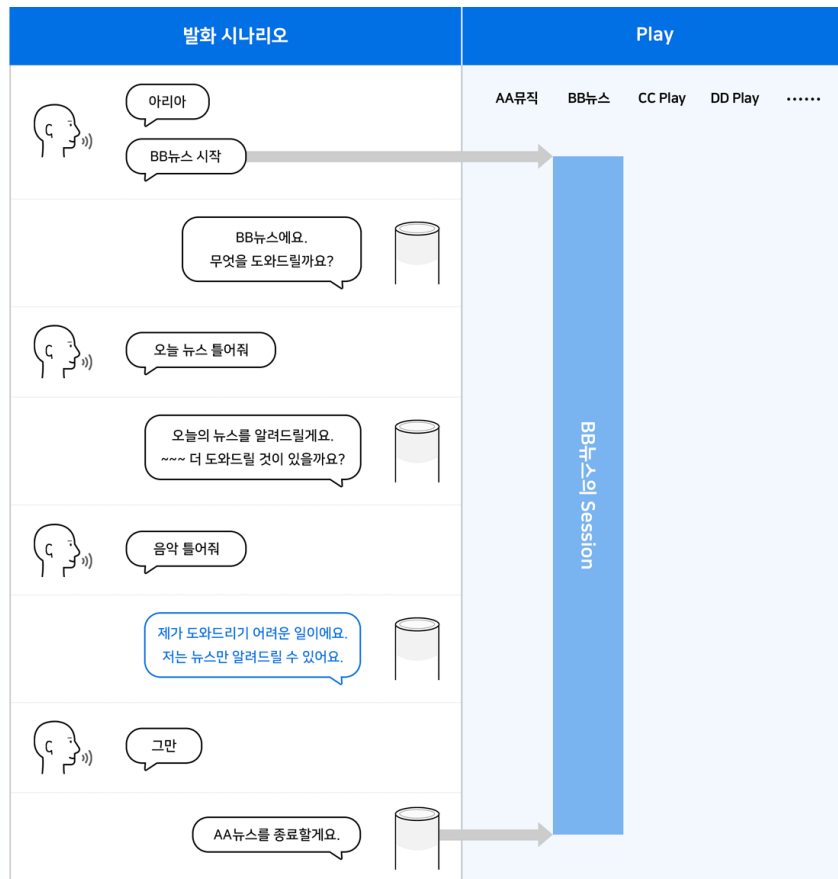 발화 시나리오
Play
AA뮤직 BB뉴스 CC Play DD Play ······
아리아
BB뉴스 시작
BB뉴스에요.
무엇을 도와드릴까요?
오늘 뉴스 틀어줘
오늘의 뉴스를 알려드릴게요.
~~~ 더 도와드릴 것이 있을까요?
BB뉴스의 Session
음악 틀어줘
제가 도와드리기 어려운 일이에요.
저는 뉴스만 알려드릴 수 있어요.
그만
AA뉴스를 종료할게요.